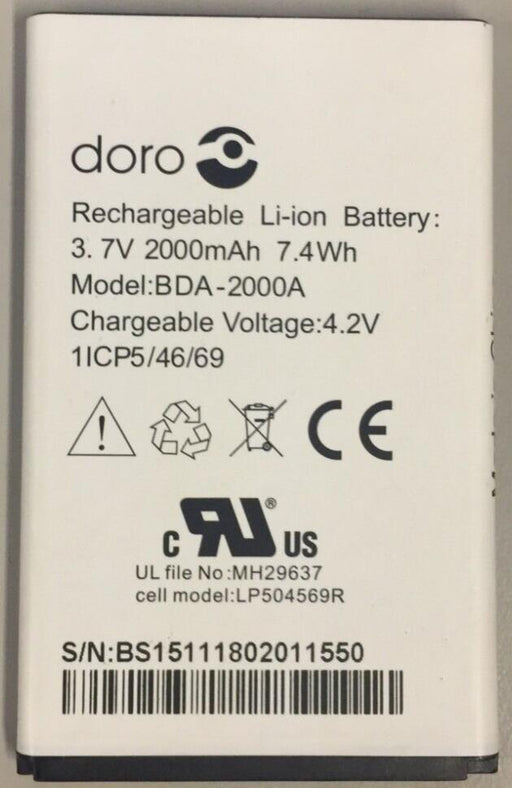 doro
Rechargeable Li-ion Battery:
3.7V 2000mAh 7.4Wh
Model:BDA-2000A
Chargeable Voltage:4.2V
1ICP5/46/69
CE
c RU® US
UL file No:MH29637
cell model:LP504569R
S/N:BS15111802011550